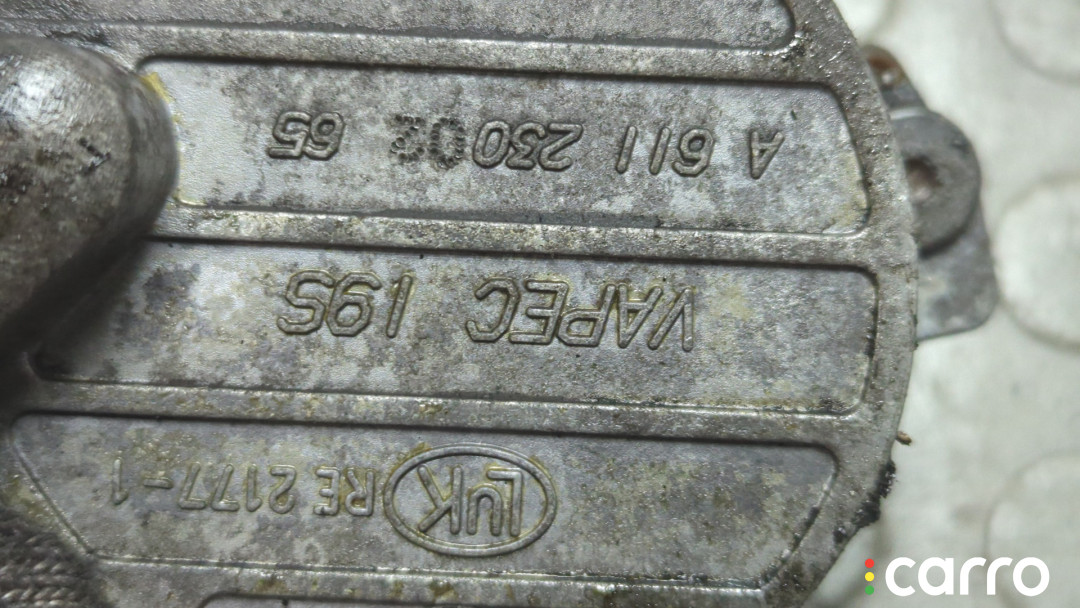 LuK RE 2177-1
VAPEC 195
A 611 230 02 65
carro